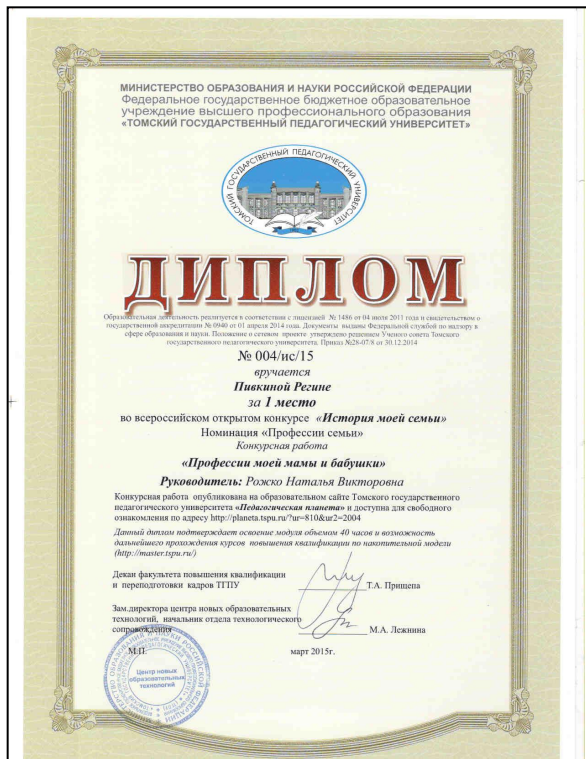 МИНИСТЕРСТВО ОБРАЗОВАНИЯ И НАУКИ РОССИЙСКОЙ ФЕДЕРАЦИИ
Федеральное государственное бюджетное образовательное
учреждение высшего профессионального образования
«ТОМСКИЙ ГОСУДАРСТВЕННЫЙ ПЕДАГОГИЧЕСКИЙ УНИВЕРСИТЕТ»
ТОМСКИЙ ГОСУДАРСТВЕННЫЙ ПЕДАГОГИЧЕСКИЙ УНИВЕРСИТЕТ
ДИПЛОМ
Образовательная деятельность реализуется в соответствии с лицензией № 1486 от 04 июля 2011 года и свидетельством о
государственной аккредитации № 0940 от 01 апреля 2014 года. Документы выданы Федеральной службой по надзору в
сфере образования и науки. Положение о сетевом проекте утверждено решением Ученого совета Томского
государственного педагогического университета. Приказ №28-07/8 от 30.12.2014
№ 004/ис/15
вручается
Пивкиной Регине
за 1 место
во всероссийском открытом конкурсе «История моей семьи»
Номинация «Профессии семьи»
Конкурсная работа
«Профессии моей мамы и бабушки»
Руководитель: Рожко Наталья Викторовна
Конкурсная работа опубликована на образовательном сайте Томского государственного
педагогического университета «Педагогическая планета» и доступна для свободного
ознакомления по адресу http://planeta.tspu.ru/?ur=810&ur2=2004
Данный диплом подтверждает освоение модуля объемом 40 часов и возможность
дальнейшего прохождения курсов повышения квалификации по накопительной модели
(http://master.tspu.ru/)
Декан факультета повышения квалификации
и переподготовки кадров ТГПУ Т.А. Прищепа
Зам.директора центра новых образовательных
технологий, начальник отдела технологического
сопровождения М.А. Лежнина
М.П. март 2015г.
Центр новых
образовательных
технологий